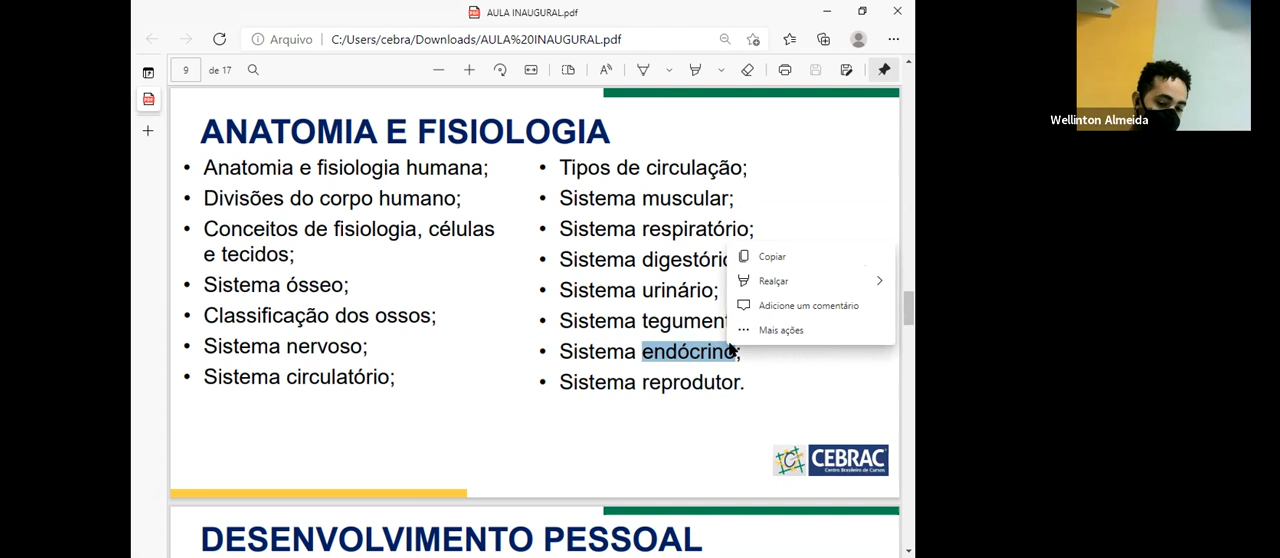 AULA INAUGURAL.pdf
Arquivo
C:/Users/cebra/Downloads/AULA%20INAUGURAL.pdf
9 de 17
ANATOMIA E FISIOLOGIA
• Anatomia e fisiologia humana;
• Divisões do corpo humano;
• Conceitos de fisiologia, células
e tecidos;
• Sistema ósseo;
• Classificação dos ossos;
• Sistema nervoso;
• Sistema circulatório;
• Tipos de circulação;
• Sistema muscular;
• Sistema respiratório;
• Sistema digestóri
• Sistema urinário;
• Sistema tegument
• Sistema endócrino;
• Sistema reprodutor.
Copiar
Realçar
Adicione um comentário
Mais ações
CEBRAC
Centro Brasileiro de Cursos
DESENVOLVIMENTO PESSOAL
Wellinton Almeida